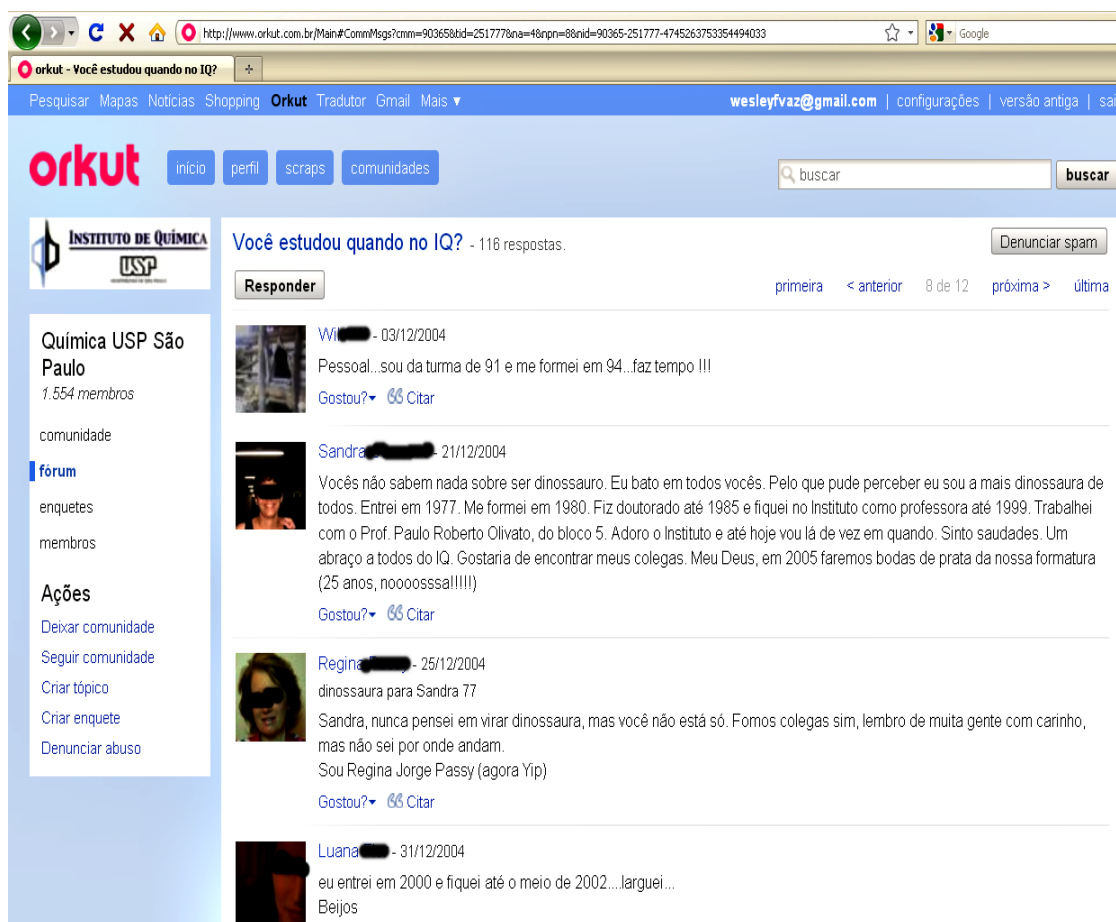 http://www.orkut.com.br/Main#CommMsgs?cmm=90365&tid=251777&na=4&npn=8&nid=90365-251777-4745263753354494033
Google
orkut - Você estudou quando no IQ?
Pesquisar Mapas Notícias Shopping Orkut Tradutor Gmail Mais ▼ wesleyfvaz@gmail.com | configurações | versão antiga | sai
orkut
início perfil scraps comunidades
buscar buscar
INSTITUTO DE QUÍMICA
USP
Você estudou quando no IQ? - 116 respostas.
Denunciar spam
Responder
primeira < anterior 8 de 12 próxima > última
Química USP São
Paulo
1.554 membros
comunidade
fórum
enquetes
membros
Ações
Deixar comunidade
Seguir comunidade
Criar tópico
Criar enquete
Denunciar abuso
- 03/12/2004
Pessoal...sou da turma de 91 e me formei em 94...faz tempo !!!
Gostou?▾ Citar
Sandra - 21/12/2004
Vocês não sabem nada sobre ser dinossauro. Eu bato em todos vocês. Pelo que pude perceber eu sou a mais dinossaura de
todos. Entrei em 1977. Me formei em 1980. Fiz doutorado até 1985 e fiquei no Instituto como professora até 1999. Trabalhei
com o Prof. Paulo Roberto Olivato, do bloco 5. Adoro o Instituto e até hoje vou lá de vez em quando. Sinto saudades. Um
abraço a todos do IQ. Gostaria de encontrar meus colegas. Meu Deus, em 2005 faremos bodas de prata da nossa formatura
(25 anos, noooosssa!!!!!)
Gostou?▾ Citar
Regina - 25/12/2004
dinossaura para Sandra 77
Sandra, nunca pensei em virar dinossaura, mas você não está só. Fomos colegas sim, lembro de muita gente com carinho,
mas não sei por onde andam.
Sou Regina Jorge Passy (agora Yip)
Gostou?▾ Citar
Luana - 31/12/2004
eu entrei em 2000 e fiquei até o meio de 2002....larguei...
Beijos